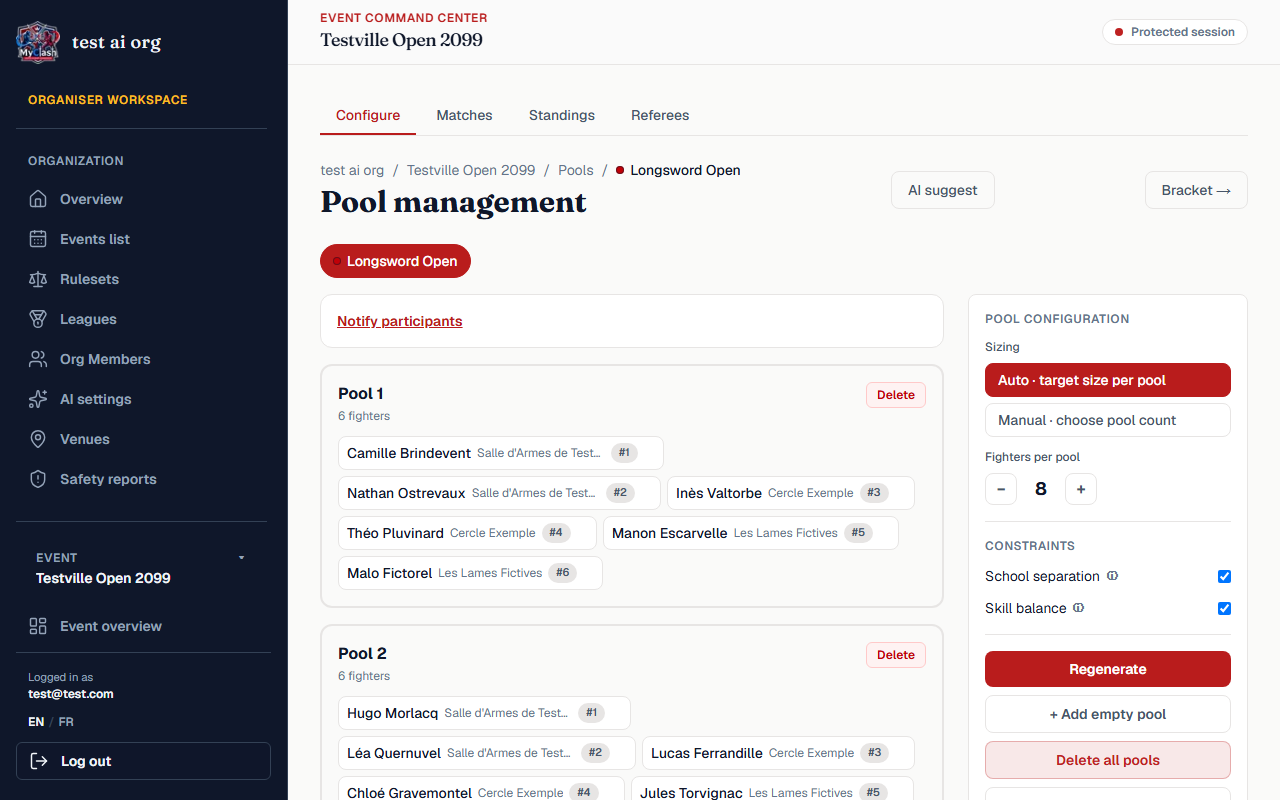 MyClash
test ai org
ORGANISER WORKSPACE
ORGANIZATION
Overview
Events list
Rulesets
Leagues
Org Members
AI settings
Venues
Safety reports
EVENT
Testville Open 2099
Event overview
Logged in as
test@test.com
EN / FR
Log out
EVENT COMMAND CENTER
Testville Open 2099
Protected session
Configure
Matches
Standings
Referees
test ai org / Testville Open 2099 / Pools / Longsword Open
Pool management
AI suggest
Bracket →
Longsword Open
Notify participants
Pool 1
Delete
6 fighters
Camille Brindevent Salle d'Armes de Test… #1
Nathan Ostrevaux Salle d'Armes de Test… #2
Inès Valtorbe Cercle Exemple #3
Théo Pluvinard Cercle Exemple #4
Manon Escarvelle Les Lames Fictives #5
Malo Fictorel Les Lames Fictives #6
Pool 2
Delete
6 fighters
Hugo Morlacq Salle d'Armes de Test… #1
Léa Quernuvel Salle d'Armes de Test… #2
Lucas Ferrandille Cercle Exemple #3
Chloé Gravemontel Cercle Exemple #4
Jules Torvignac Les Lames Fictives #5
POOL CONFIGURATION
Sizing
Auto · target size per pool
Manual · choose pool count
Fighters per pool
− 8 +
CONSTRAINTS
School separation
Skill balance
Regenerate
+ Add empty pool
Delete all pools